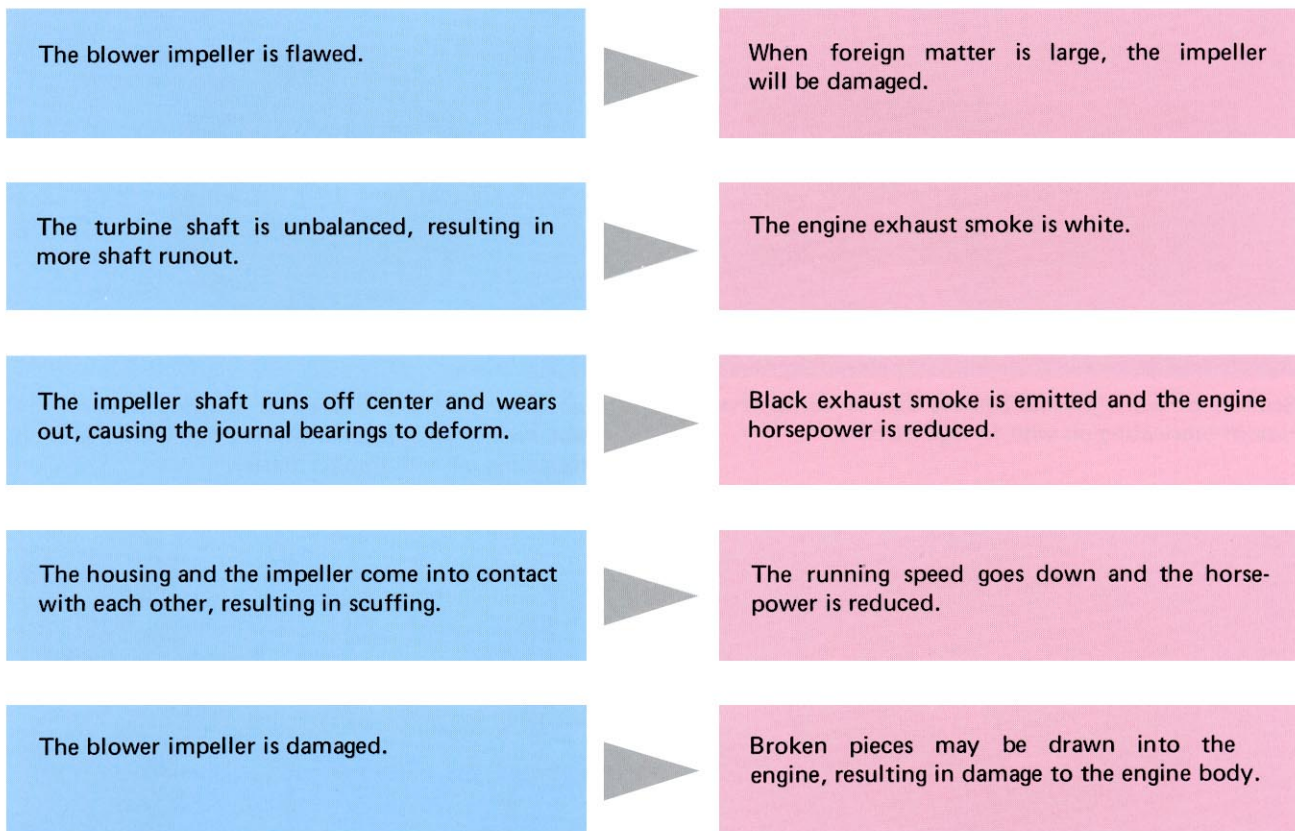 The blower impeller is flawed.
When foreign matter is large, the impeller
will be damaged.
The turbine shaft is unbalanced, resulting in
more shaft runout.
The engine exhaust smoke is white.
The impeller shaft runs off center and wears
out, causing the journal bearings to deform.
Black exhaust smoke is emitted and the engine
horsepower is reduced.
The housing and the impeller come into contact
with each other, resulting in scuffing.
The running speed goes down and the horse-
power is reduced.
The blower impeller is damaged.
Broken pieces may be drawn into the
engine, resulting in damage to the engine body.